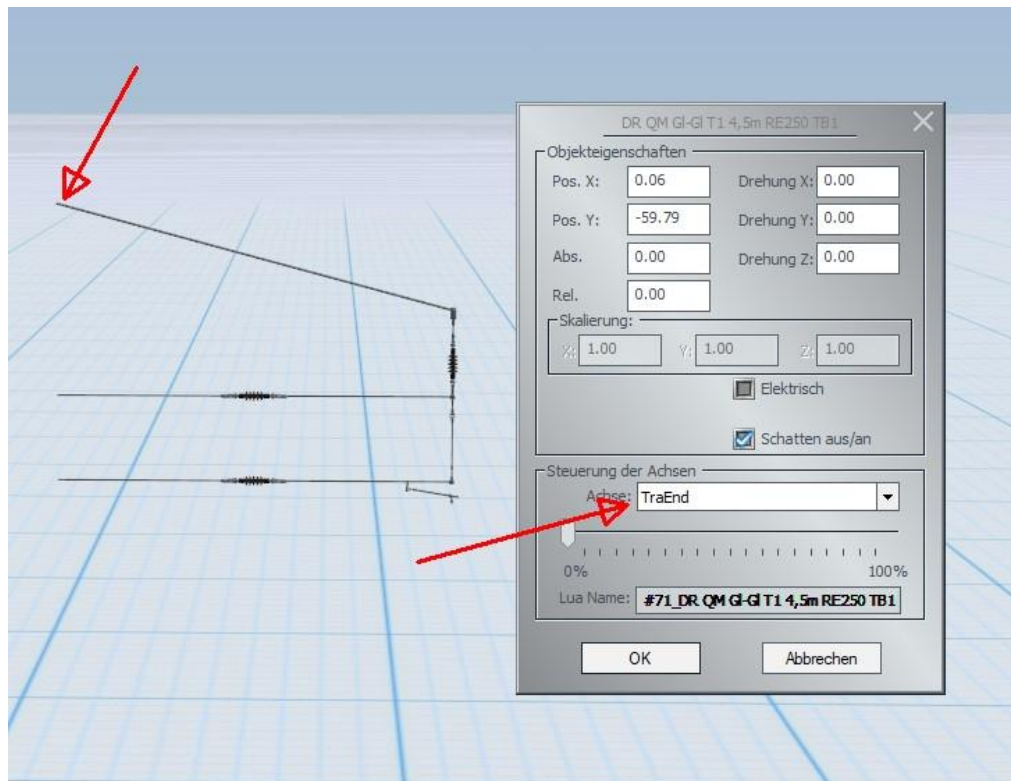 DR QM Gl-Gl T1 4,5m RE250 TB1
Objekteigenschaften
Pos. X: 0.06 Drehung X: 0.00
Pos. Y: -59.79 Drehung Y: 0.00
Abs. 0.00 Drehung Z: 0.00
Rel. 0.00
Skalierung:
X: 1.00 Y: 1.00 Z: 1.00
Elektrisch
Schatten aus/an
Steuerung der Achsen
Achse: TraEnd
0% 100%
Lua Name: #71_DR QM Gl-Gl T1 4,5m RE250 TB1
OK Abbrechen